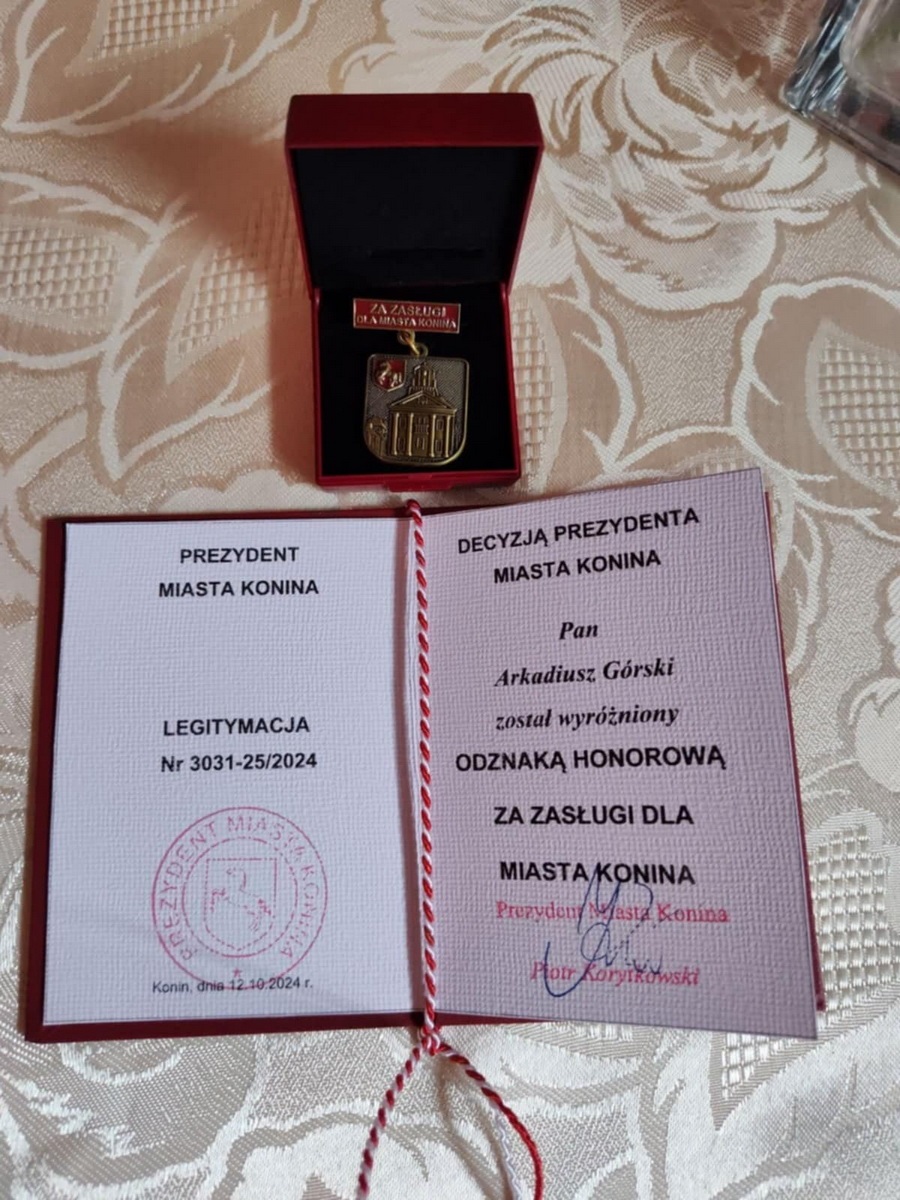 ZA ZASŁUGI
DLA MIASTA KONINA
PREZYDENT
MIASTA KONINA
LEGITYMACJA
Nr 3031-25/2024
PREZYDENT MIASTA KONINA
Konin, dnia 12.10.2024 r.
DECYZJĄ PREZYDENTA
MIASTA KONINA
Pan
Arkadiusz Górski
został wyróżniony
ODZNAKĄ HONOROWĄ
ZA ZASŁUGI DLA
MIASTA KONINA
Prezydent Miasta Konina
Piotr Korytkowski